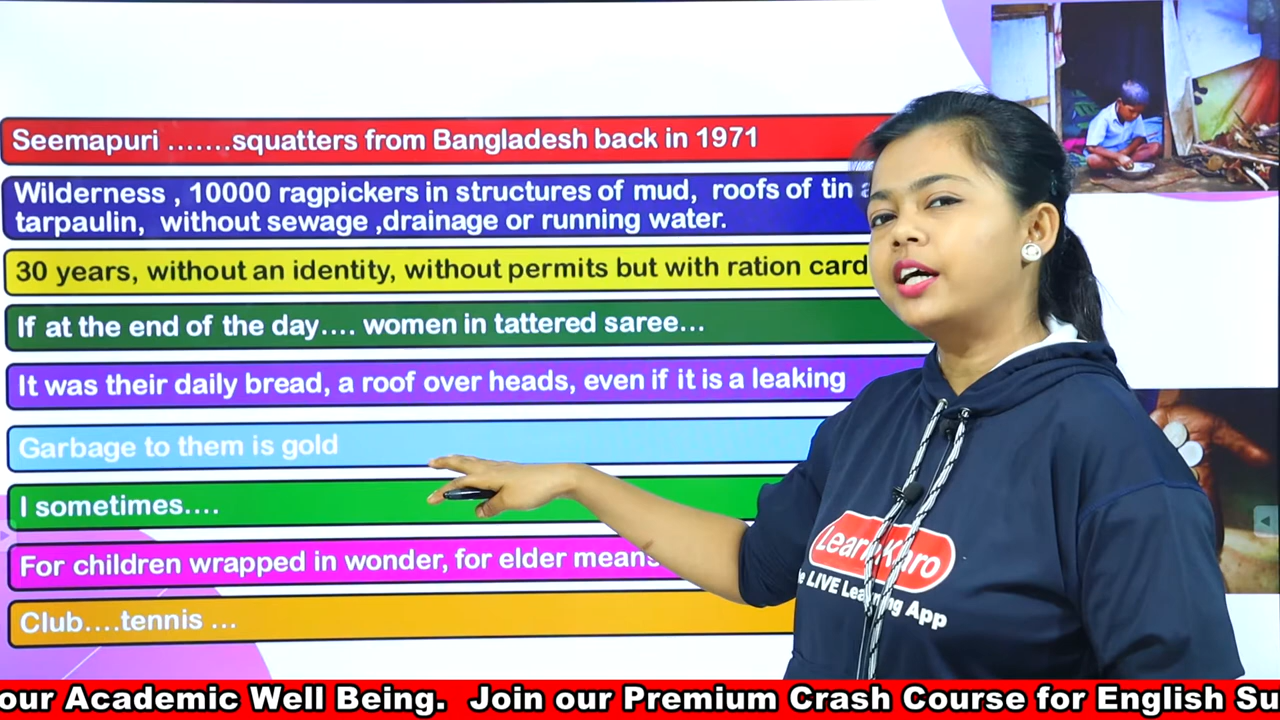 Seemapuri .......squatters from Bangladesh back in 1971
Wilderness , 10000 ragpickers in structures of mud, roofs of tin
tarpaulin, without sewage ,drainage or running water.
30 years, without an identity, without permits but with ration card
If at the end of the day.... women in tattered saree...
It was their daily bread, a roof over heads, even if it is a leaking
Garbage to them is gold
I sometimes....
For children wrapped in wonder, for elder means
Club....tennis ...
LIVE Learning App
our Academic Well Being. Join our Premium Crash Course for English Su